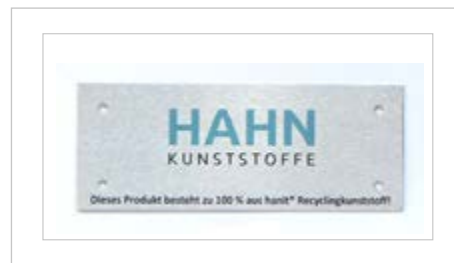 HAHN
KUNSTSTOFFE
Dieses Produkt besteht zu 100 % aus hanit® Recyclingkunststoff!